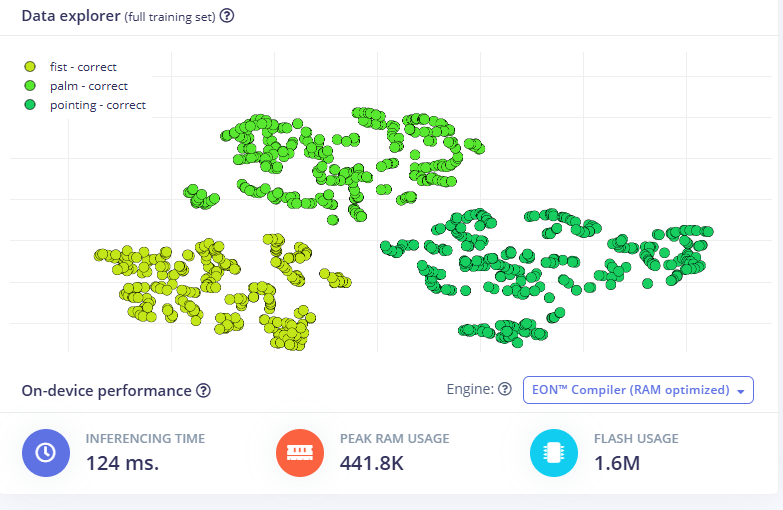 Data explorer (full training set) ?
fist - correct
palm - correct
pointing - correct
On-device performance ?
Engine: ?
EON™ Compiler (RAM optimized)
INFERENCING TIME
124 ms.
PEAK RAM USAGE
441.8K
FLASH USAGE
1.6M